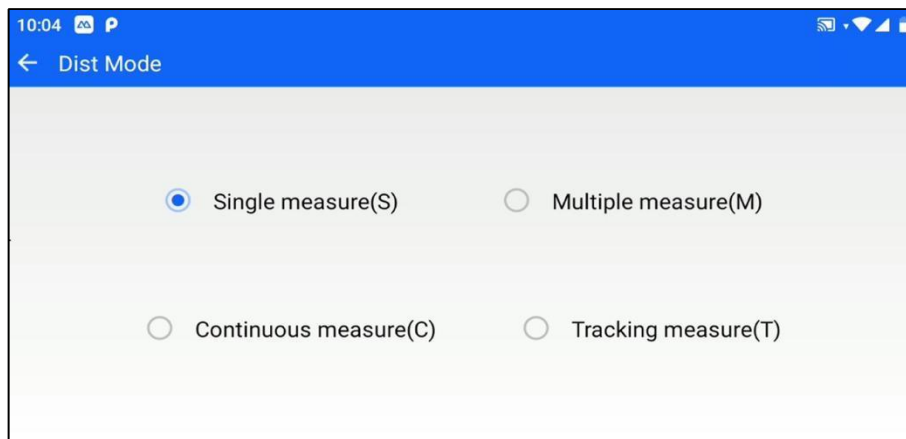 10:04
Dist Mode
Single measure(S) Multiple measure(M)
Continuous measure(C) Tracking measure(T)